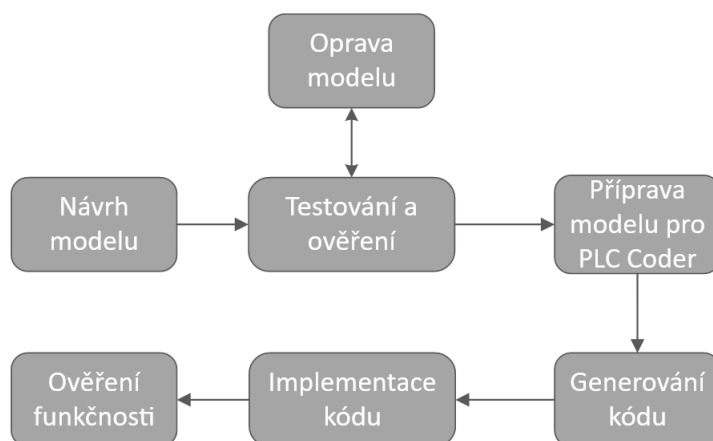 Oprava
modelu
Návrh
modelu
Testování a
ověření
Příprava
modelu pro
PLC Coder
Ověření
funkčnosti
Implementace
kódu
Generování
kódu